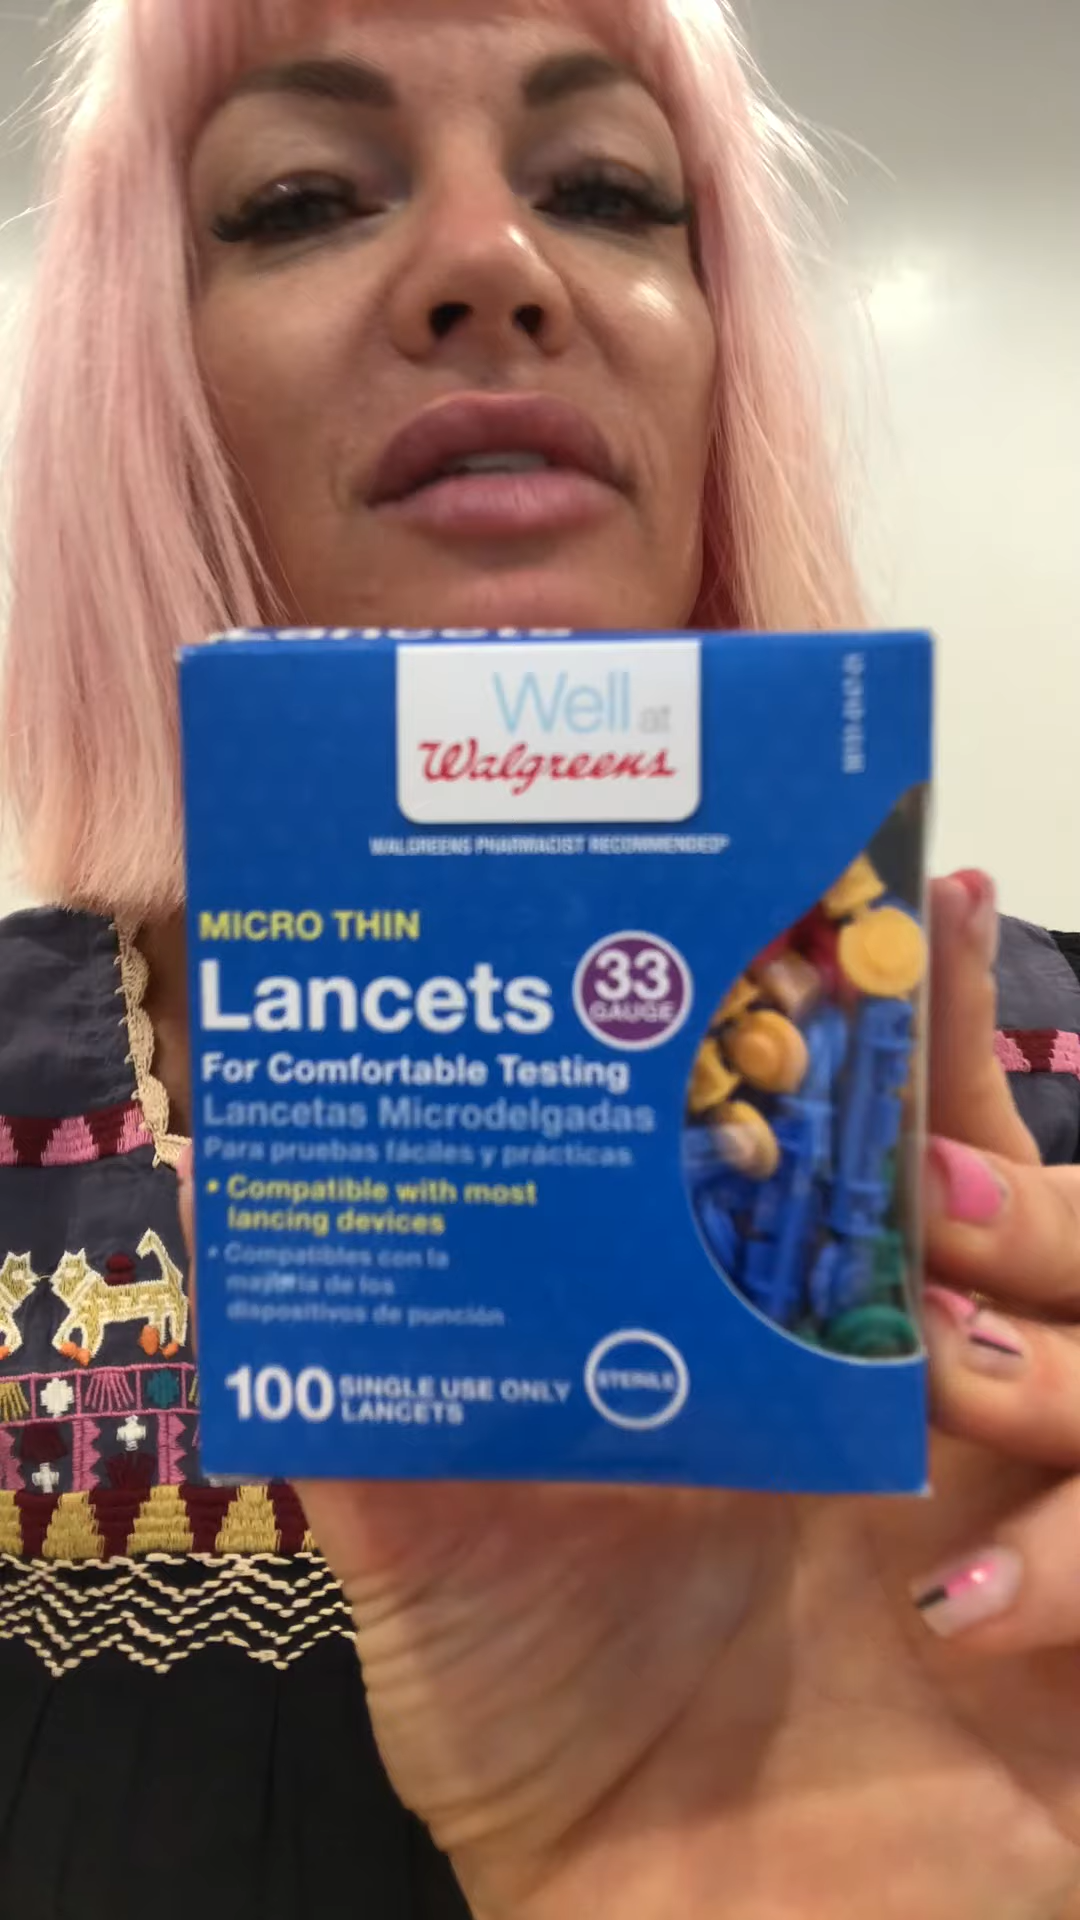 Lancets
Well at
Walgreens
WALGREENS PHARMACIST RECOMMENDED*
MICRO THIN
Lancets
33
GAUGE
For Comfortable Testing
Lancetas Microdelgadas
Para pruebas fáciles y prácticas
• Compatible with most
lancing devices
• Compatibles con la
mayoría de los
dispositivos de punción
100 SINGLE USE ONLY
LANCETS
STERILE